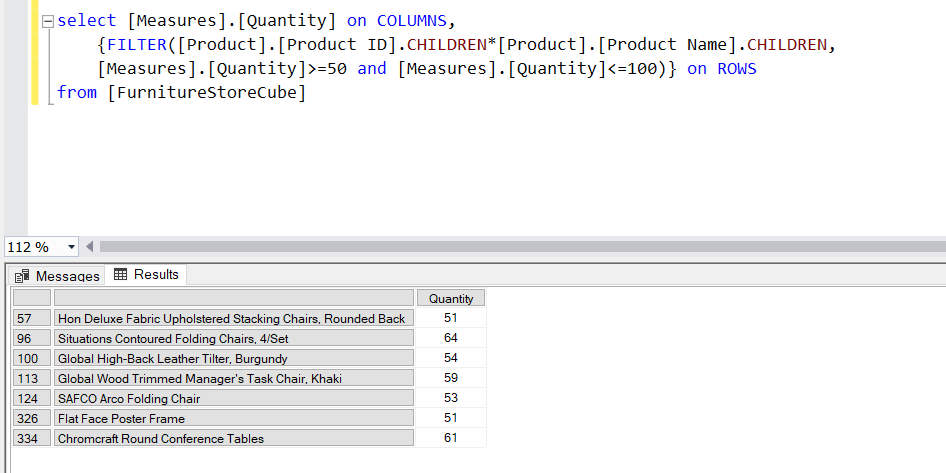 select [Measures].[Quantity] on COLUMNS,
{FILTER([Product].[Product ID].CHILDREN*[Product].[Product Name].CHILDREN,
[Measures].[Quantity]>=50 and [Measures].[Quantity]<=100)} on ROWS
from [FurnitureStoreCube]
112 %
Messages Results
Quantity
57 Hon Deluxe Fabric Upholstered Stacking Chairs, Rounded Back 51
96 Situations Contoured Folding Chairs, 4/Set 64
100 Global High-Back Leather Tilter, Burgundy 54
113 Global Wood Trimmed Manager's Task Chair, Khaki 59
124 SAFCO Arco Folding Chair 53
326 Flat Face Poster Frame 51
334 Chromcraft Round Conference Tables 61